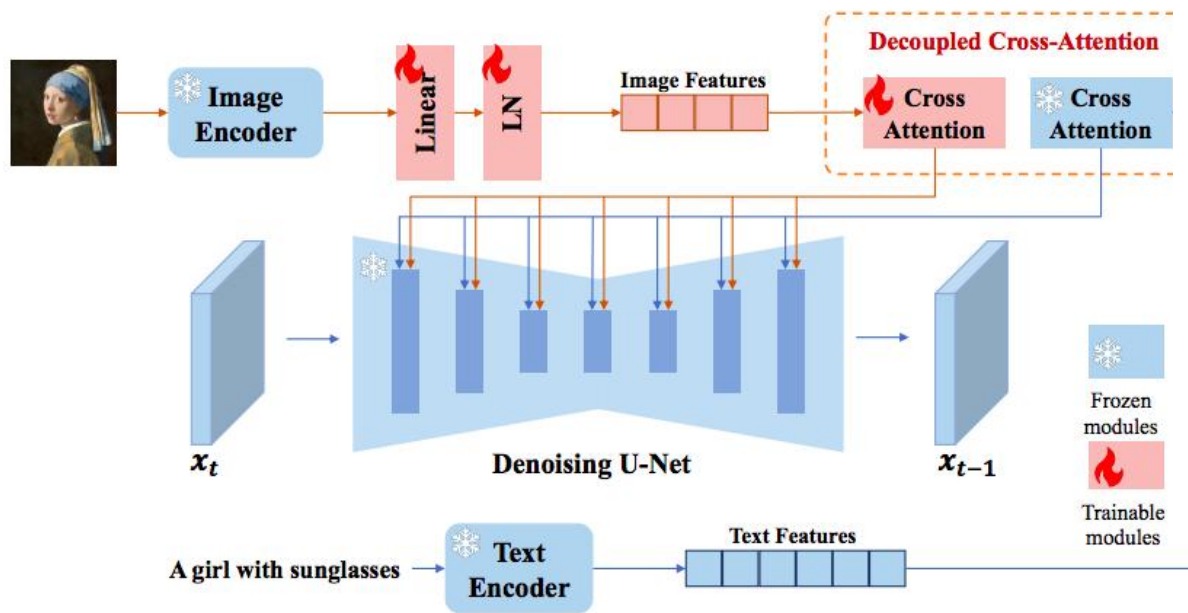 Decoupled Cross-Attention
Image
Encoder
Linear
LN
Image Features
Cross
Attention
Cross
Attention
x_t
Denoising U-Net
x_{t-1}
Frozen
modules
Trainable
modules
A girl with sunglasses
Text
Encoder
Text Features